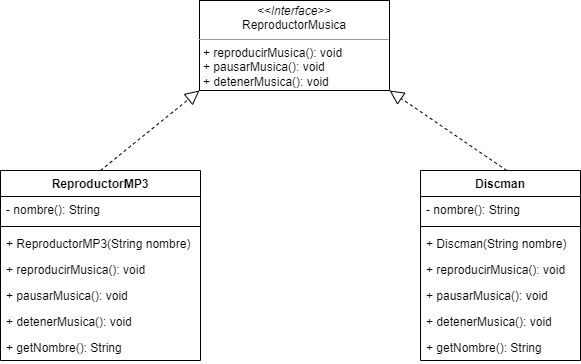 <<Interface>>
ReproductorMusica
+ reproducirMusica(): void
+ pausarMusica(): void
+ detenerMusica(): void
ReproductorMP3
- nombre(): String
+ ReproductorMP3(String nombre)
+ reproducirMusica(): void
+ pausarMusica(): void
+ detenerMusica(): void
+ getNombre(): String
Discman
- nombre(): String
+ Discman(String nombre)
+ reproducirMusica(): void
+ pausarMusica(): void
+ detenerMusica(): void
+ getNombre(): String